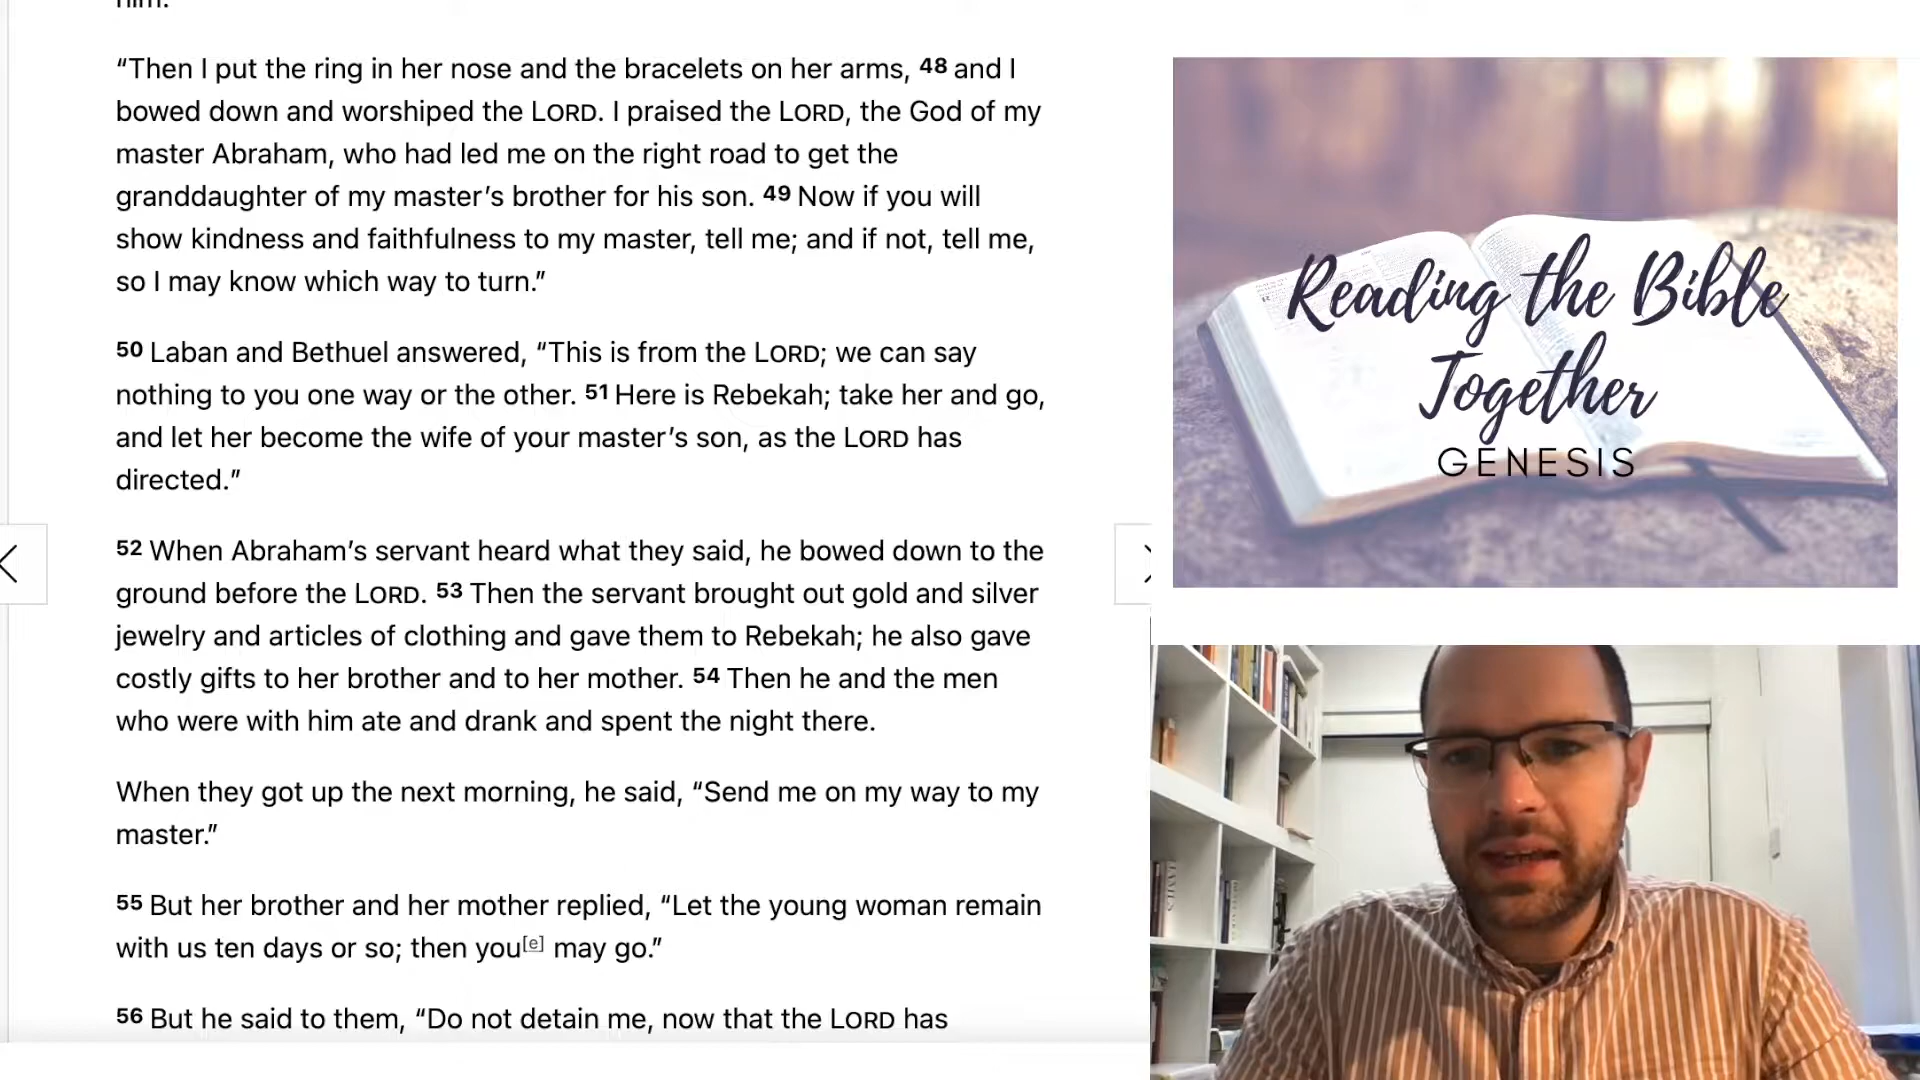 him.
“Then I put the ring in her nose and the bracelets on her arms, 48 and I
bowed down and worshiped the LORD. I praised the LORD, the God of my
master Abraham, who had led me on the right road to get the
granddaughter of my master’s brother for his son. 49 Now if you will
show kindness and faithfulness to my master, tell me; and if not, tell me,
so I may know which way to turn.”
50 Laban and Bethuel answered, “This is from the LORD; we can say
nothing to you one way or the other. 51 Here is Rebekah; take her and go,
and let her become the wife of your master’s son, as the LORD has
directed.”
52 When Abraham’s servant heard what they said, he bowed down to the
ground before the LORD. 53 Then the servant brought out gold and silver
jewelry and articles of clothing and gave them to Rebekah; he also gave
costly gifts to her brother and to her mother. 54 Then he and the men
who were with him ate and drank and spent the night there.
When they got up the next morning, he said, “Send me on my way to my
master.”
55 But her brother and her mother replied, “Let the young woman remain
with us ten days or so; then you[e] may go.”
56 But he said to them, “Do not detain me, now that the LORD has
Reading the Bible
Together
GENESIS
JAMES